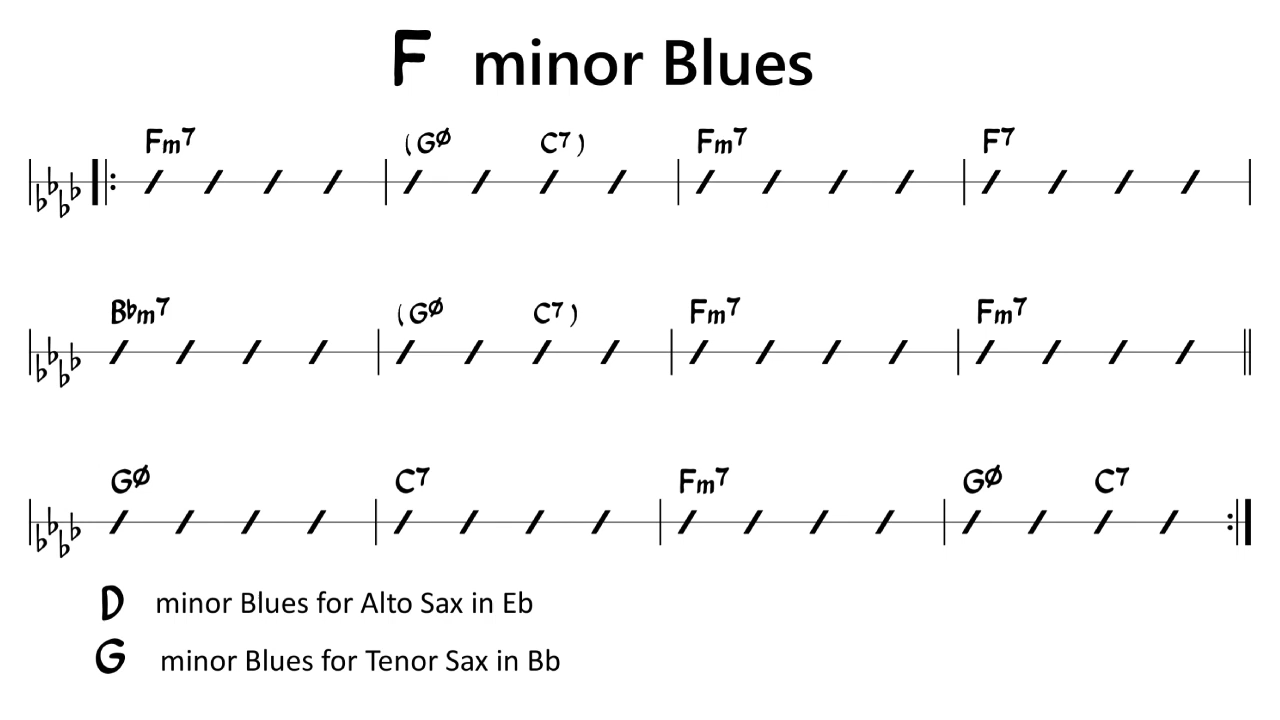 F minor Blues
Fm7 (GØ C7) Fm7 F7
Bbm7 (GØ C7) Fm7 Fm7
GØ C7 Fm7 GØ C7
D minor Blues for Alto Sax in Eb
G minor Blues for Tenor Sax in Bb